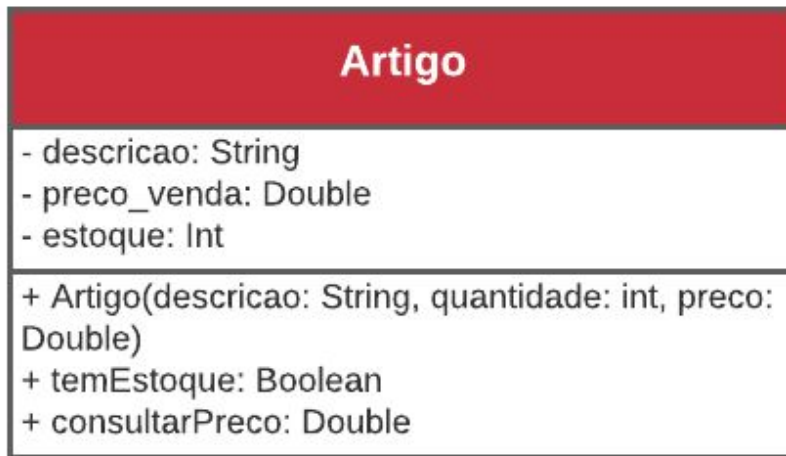 Artigo
- descricao: String
- preco_venda: Double
- estoque: Int
+ Artigo(descricao: String, quantidade: int, preco:
Double)
+ temEstoque: Boolean
+ consultarPreco: Double